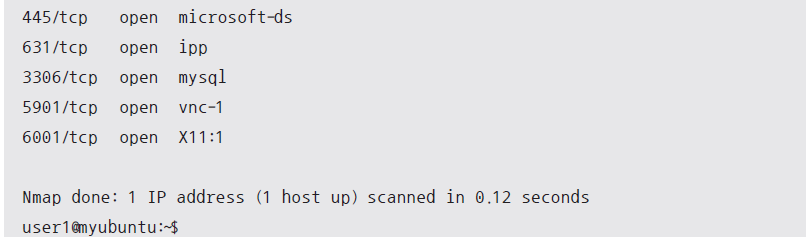 445/tcp open microsoft-ds
631/tcp open ipp
3306/tcp open mysql
5901/tcp open vnc-1
6001/tcp open X11:1
Nmap done: 1 IP address (1 host up) scanned in 0.12 seconds
user1@myubuntu:~$